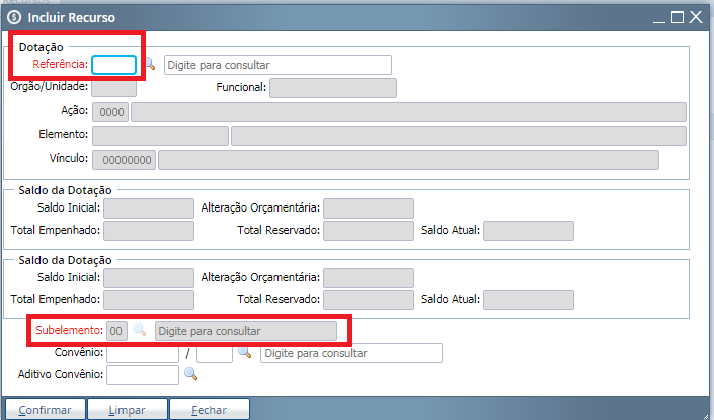 Incluir Recurso
Dotação
Referência: Digite para consultar
Orgão/Unidade: Funcional:
Ação: 0000
Elemento:
Vínculo: 00000000
Saldo da Dotação
Saldo Inicial: Alteração Orçamentária:
Total Empenhado: Total Reservado: Saldo Atual:
Saldo da Dotação
Saldo Inicial: Alteração Orçamentária:
Total Empenhado: Total Reservado: Saldo Atual:
Subelemento: 00 Digite para consultar
Convênio: / Digite para consultar
Aditivo Convênio:
Confirmar Limpar Fechar